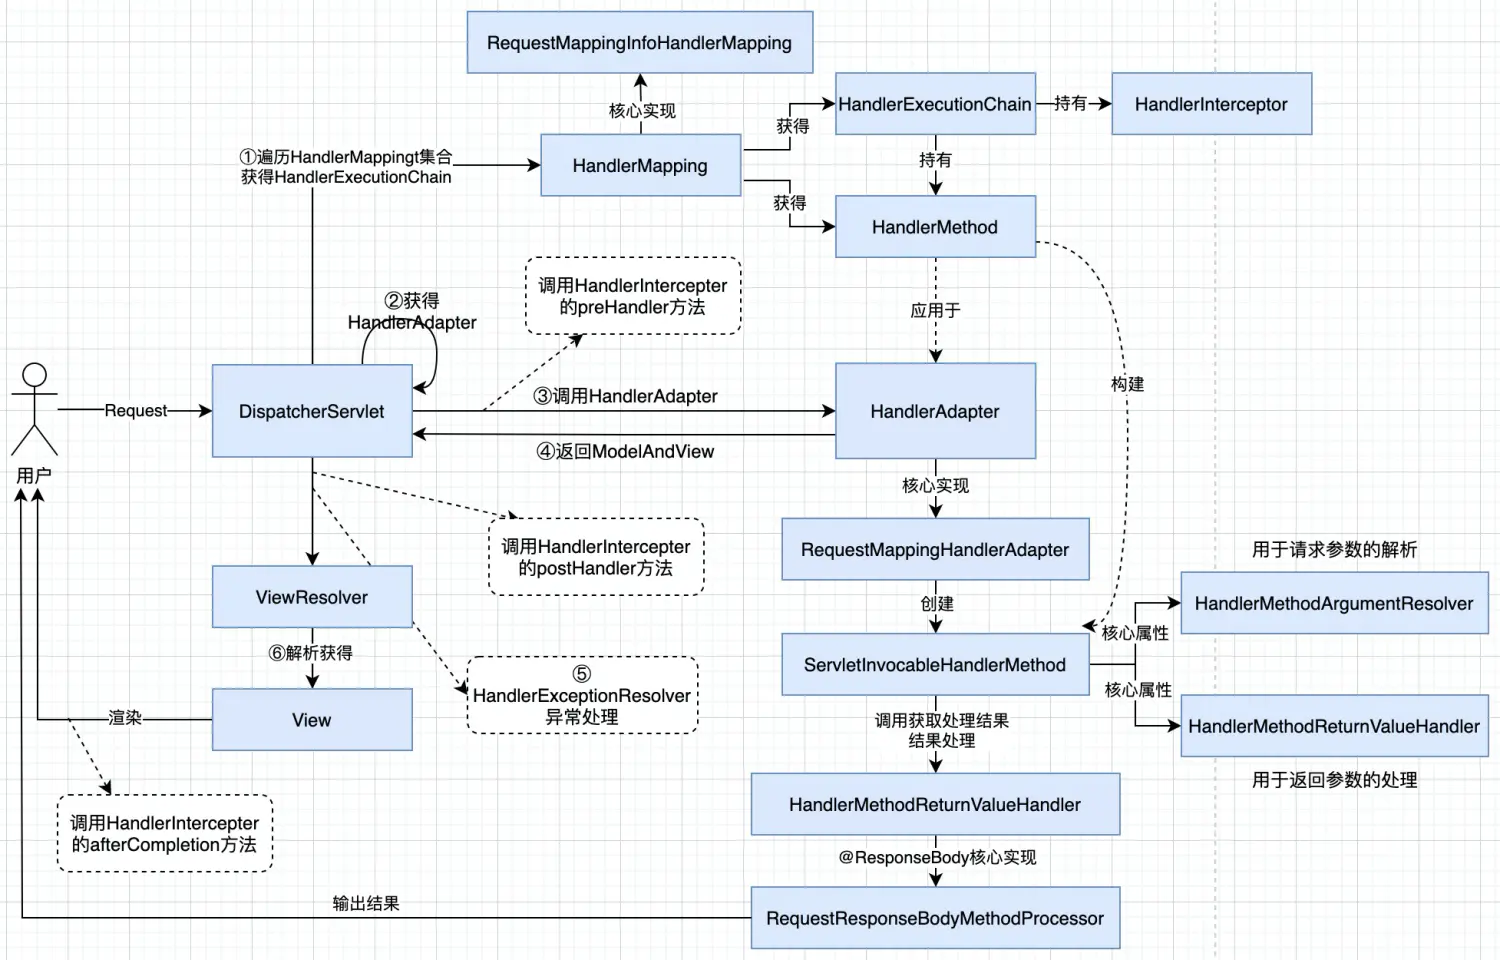 RequestMappingInfoHandlerMapping
核心实现
HandlerExecutionChain
持有
HandlerInterceptor
获得
①遍历HandlerMappingt集合
获得HandlerExecutionChain
HandlerMapping
持有
获得
HandlerMethod
调用HandlerIntercepter
的preHandler方法
②获得
HandlerAdapter
应用于
构建
Request
DispatcherServlet
③调用HandlerAdapter
HandlerAdapter
④返回ModelAndView
用户
核心实现
调用HandlerIntercepter
的postHandler方法
RequestMappingHandlerAdapter
用于请求参数的解析
ViewResolver
创建
HandlerMethodArgumentResolver
核心属性
⑥解析获得
ServletInvocableHandlerMethod
⑤
HandlerExceptionResolver
异常处理
核心属性
渲染
View
调用获取处理结果
结果处理
HandlerMethodReturnValueHandler
用于返回参数的处理
调用HandlerIntercepter
的afterCompletion方法
HandlerMethodReturnValueHandler
@ResponseBody核心实现
输出结果
RequestResponseBodyMethodProcessor